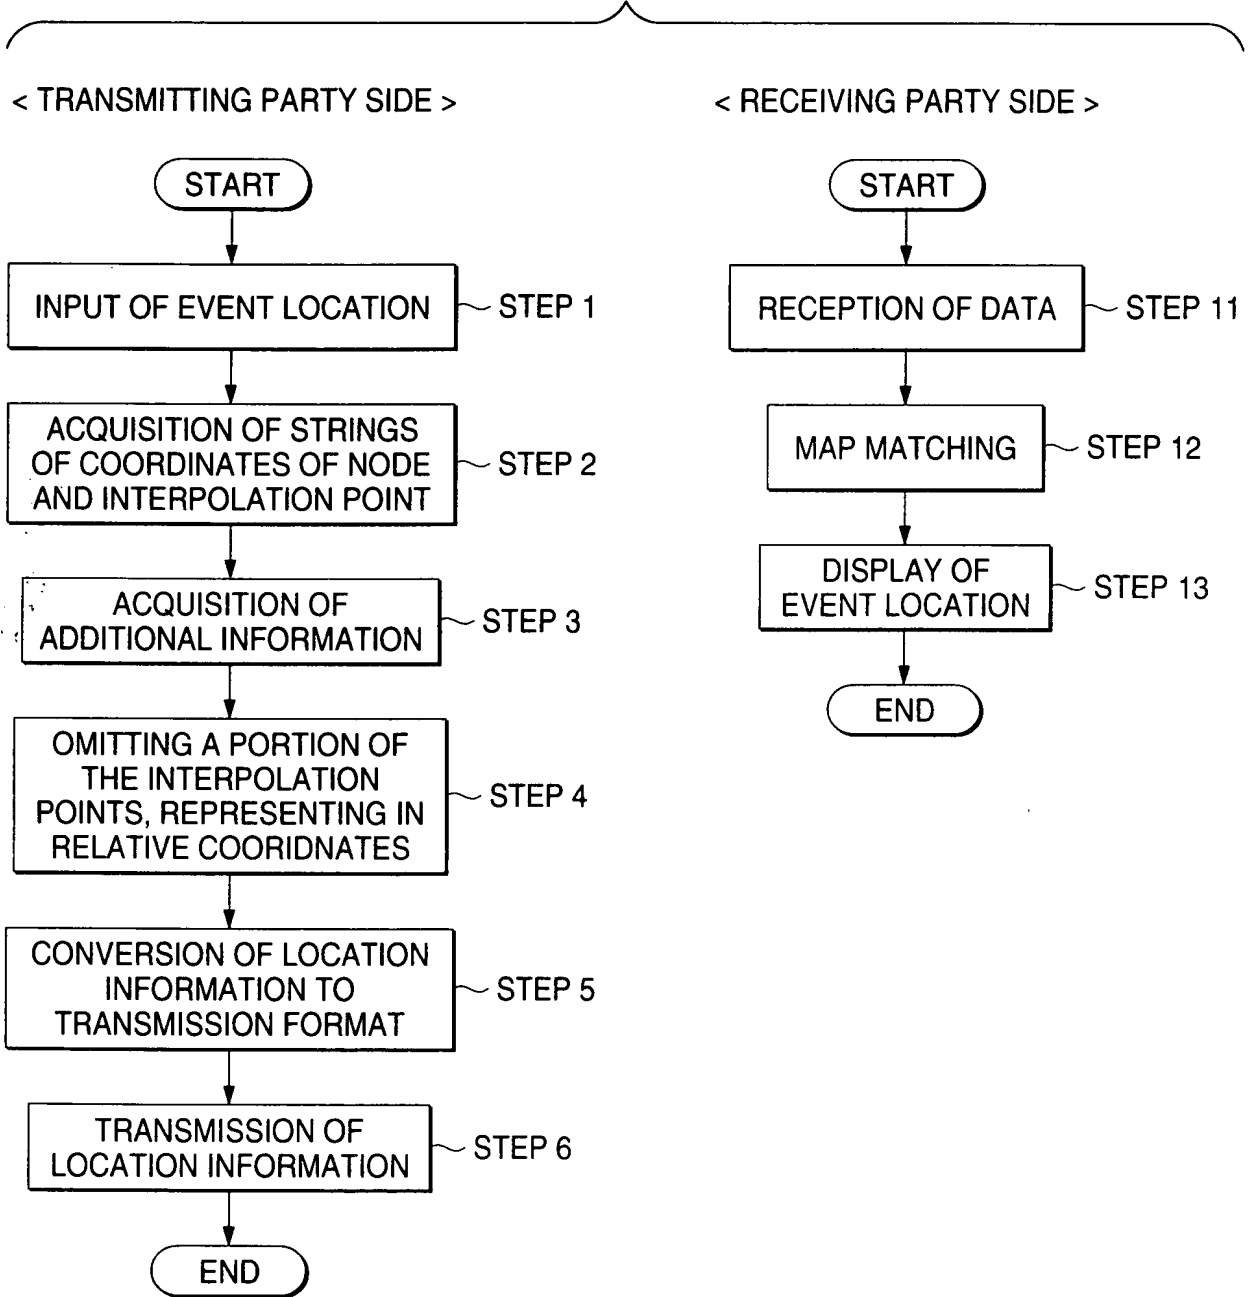 < TRANSMITTING PARTY SIDE >
START
INPUT OF EVENT LOCATION
STEP 1
ACQUISITION OF STRINGS
OF COORDINATES OF NODE
AND INTERPOLATION POINT
STEP 2
ACQUISITION OF
ADDITIONAL INFORMATION
STEP 3
OMITTING A PORTION OF
THE INTERPOLATION
POINTS, REPRESENTING IN
RELATIVE COORIDNATES
STEP 4
CONVERSION OF LOCATION
INFORMATION TO
TRANSMISSION FORMAT
STEP 5
TRANSMISSION OF
LOCATION INFORMATION
STEP 6
END
< RECEIVING PARTY SIDE >
START
RECEPTION OF DATA
STEP 11
MAP MATCHING
STEP 12
DISPLAY OF
EVENT LOCATION
STEP 13
END